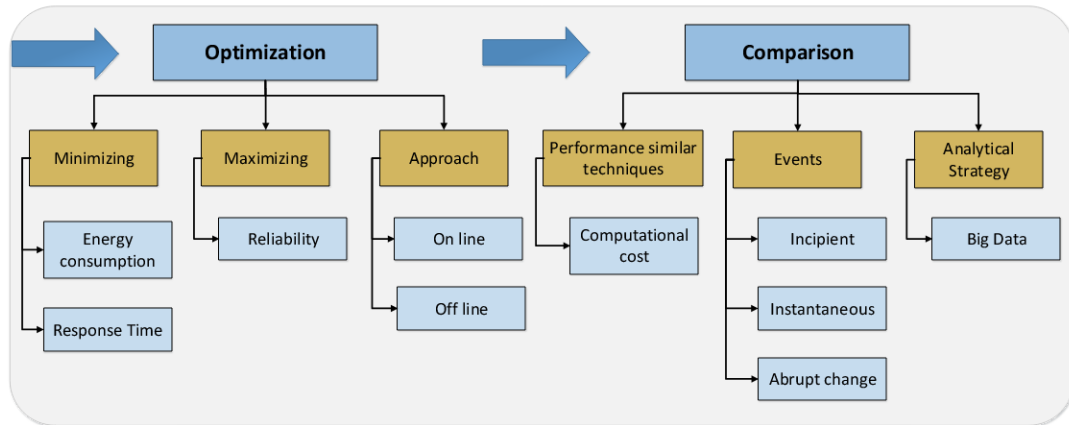 Optimization
Comparison
Minimizing
Maximizing
Approach
Performance similar
techniques
Events
Analytical
Strategy
Energy
consumption
Reliability
On line
Computational
cost
Incipient
Big Data
Response Time
Off line
Instantaneous
Abrupt change